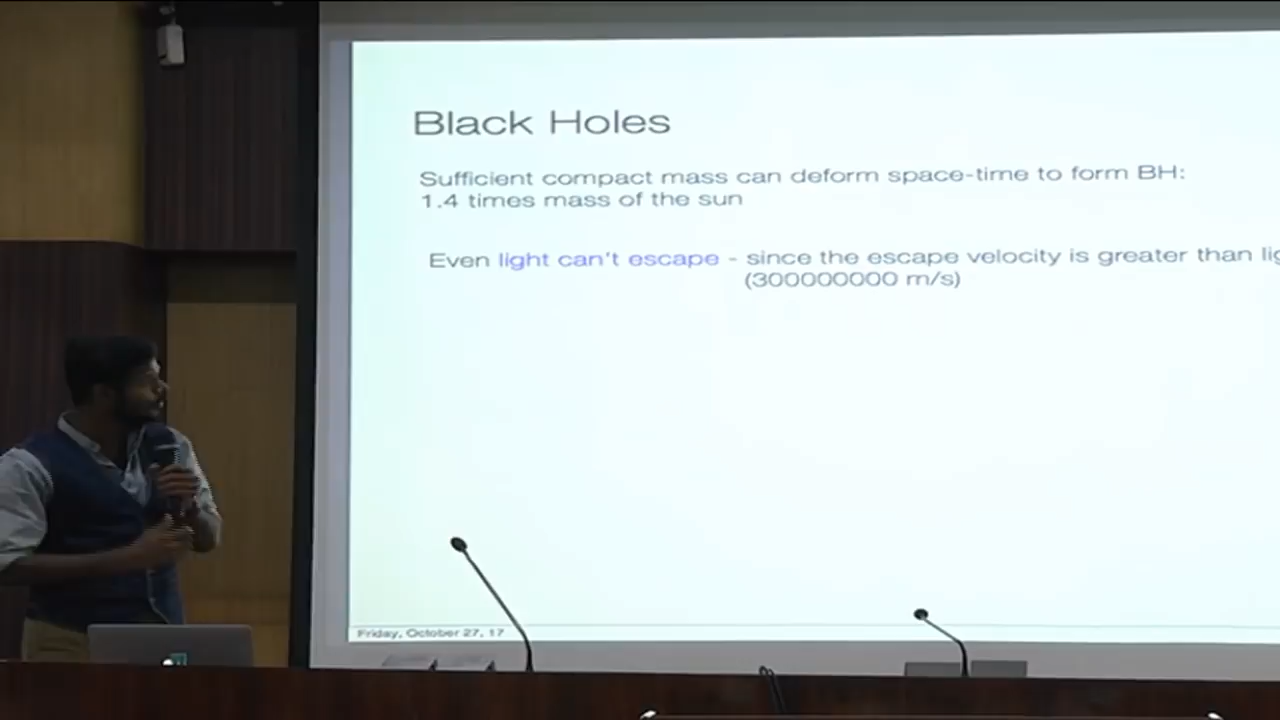 Black Holes
Sufficient compact mass can deform space-time to form BH:
1.4 times mass of the sun
Even light can't escape - since the escape velocity is greater than
(300000000 m/s)
Friday, October 27, 17